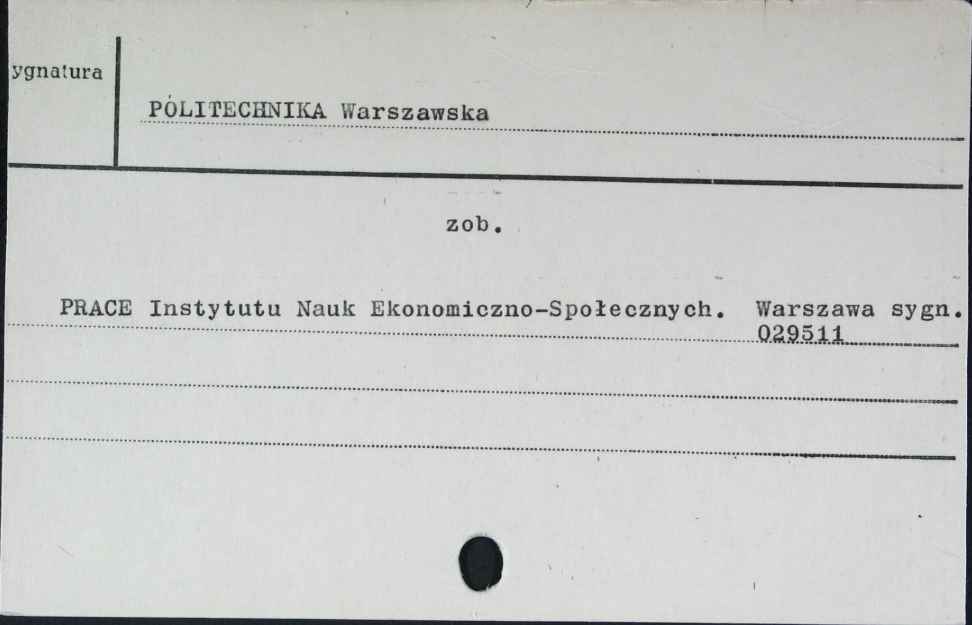 ygnatura
POLITECHNIKA Warszawska
zob.
PRACE Instytutu Nauk Ekonomiczno-Społecznych. Warszawa sygn.
029511